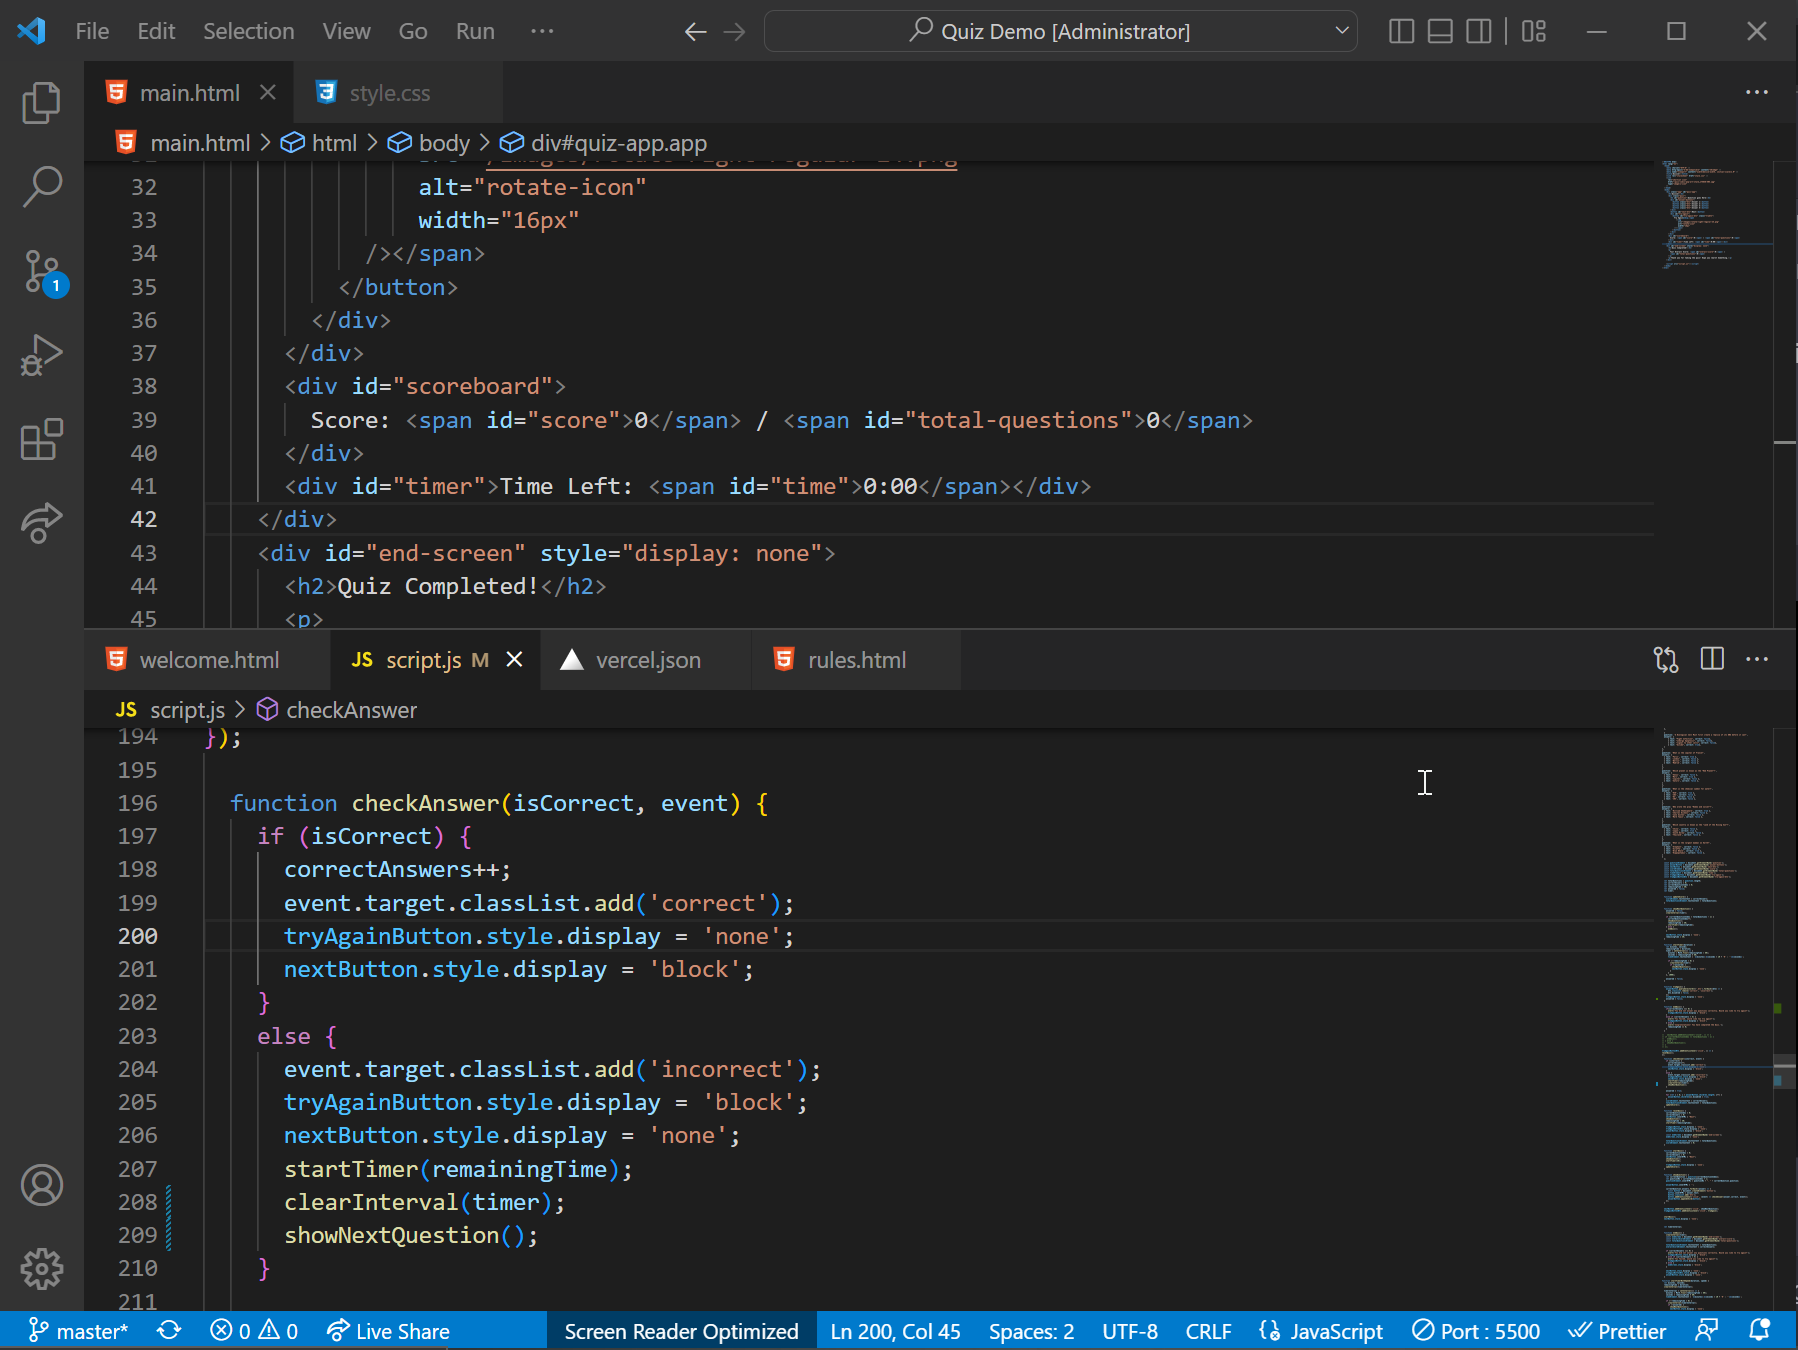 File Edit Selection View Go Run ··· Quiz Demo [Administrator]
main.html style.css
main.html > html > body > div#quiz-app.app
32 alt="rotate-icon"
33 width="16px"
34 /></span>
35 </button>
36 </div>
37 </div>
38 <div id="scoreboard">
39 Score: <span id="score">0</span> / <span id="total-questions">0</span>
40 </div>
41 <div id="timer">Time Left: <span id="time">0:00</span></div>
42 </div>
43 <div id="end-screen" style="display: none">
44 <h2>Quiz Completed!</h2>
45 <p>
welcome.html JS script.js M vercel.json rules.html
JS script.js > checkAnswer
194 });
195
196 function checkAnswer(isCorrect, event) {
197 if (isCorrect) {
198 correctAnswers++;
199 event.target.classList.add('correct');
200 tryAgainButton.style.display = 'none';
201 nextButton.style.display = 'block';
202 }
203 else {
204 event.target.classList.add('incorrect');
205 tryAgainButton.style.display = 'block';
206 nextButton.style.display = 'none';
207 startTimer(remainingTime);
208 clearInterval(timer);
209 showNextQuestion();
210 }
211
1
master* 0 0 Live Share Screen Reader Optimized Ln 200, Col 45 Spaces: 2 UTF-8 CRLF JavaScript Port : 5500 Prettier